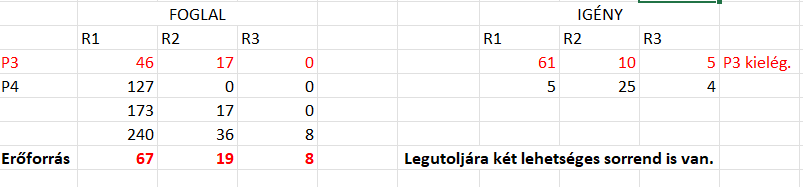 FOGLAL IGÉNY
R1 R2 R3 R1 R2 R3
P3 46 17 0 61 10 5 P3 kielég.
P4 127 0 0 5 25 4
173 17 0
240 36 8
Erőforrás 67 19 8 Legutoljára két lehetséges sorrend is van.